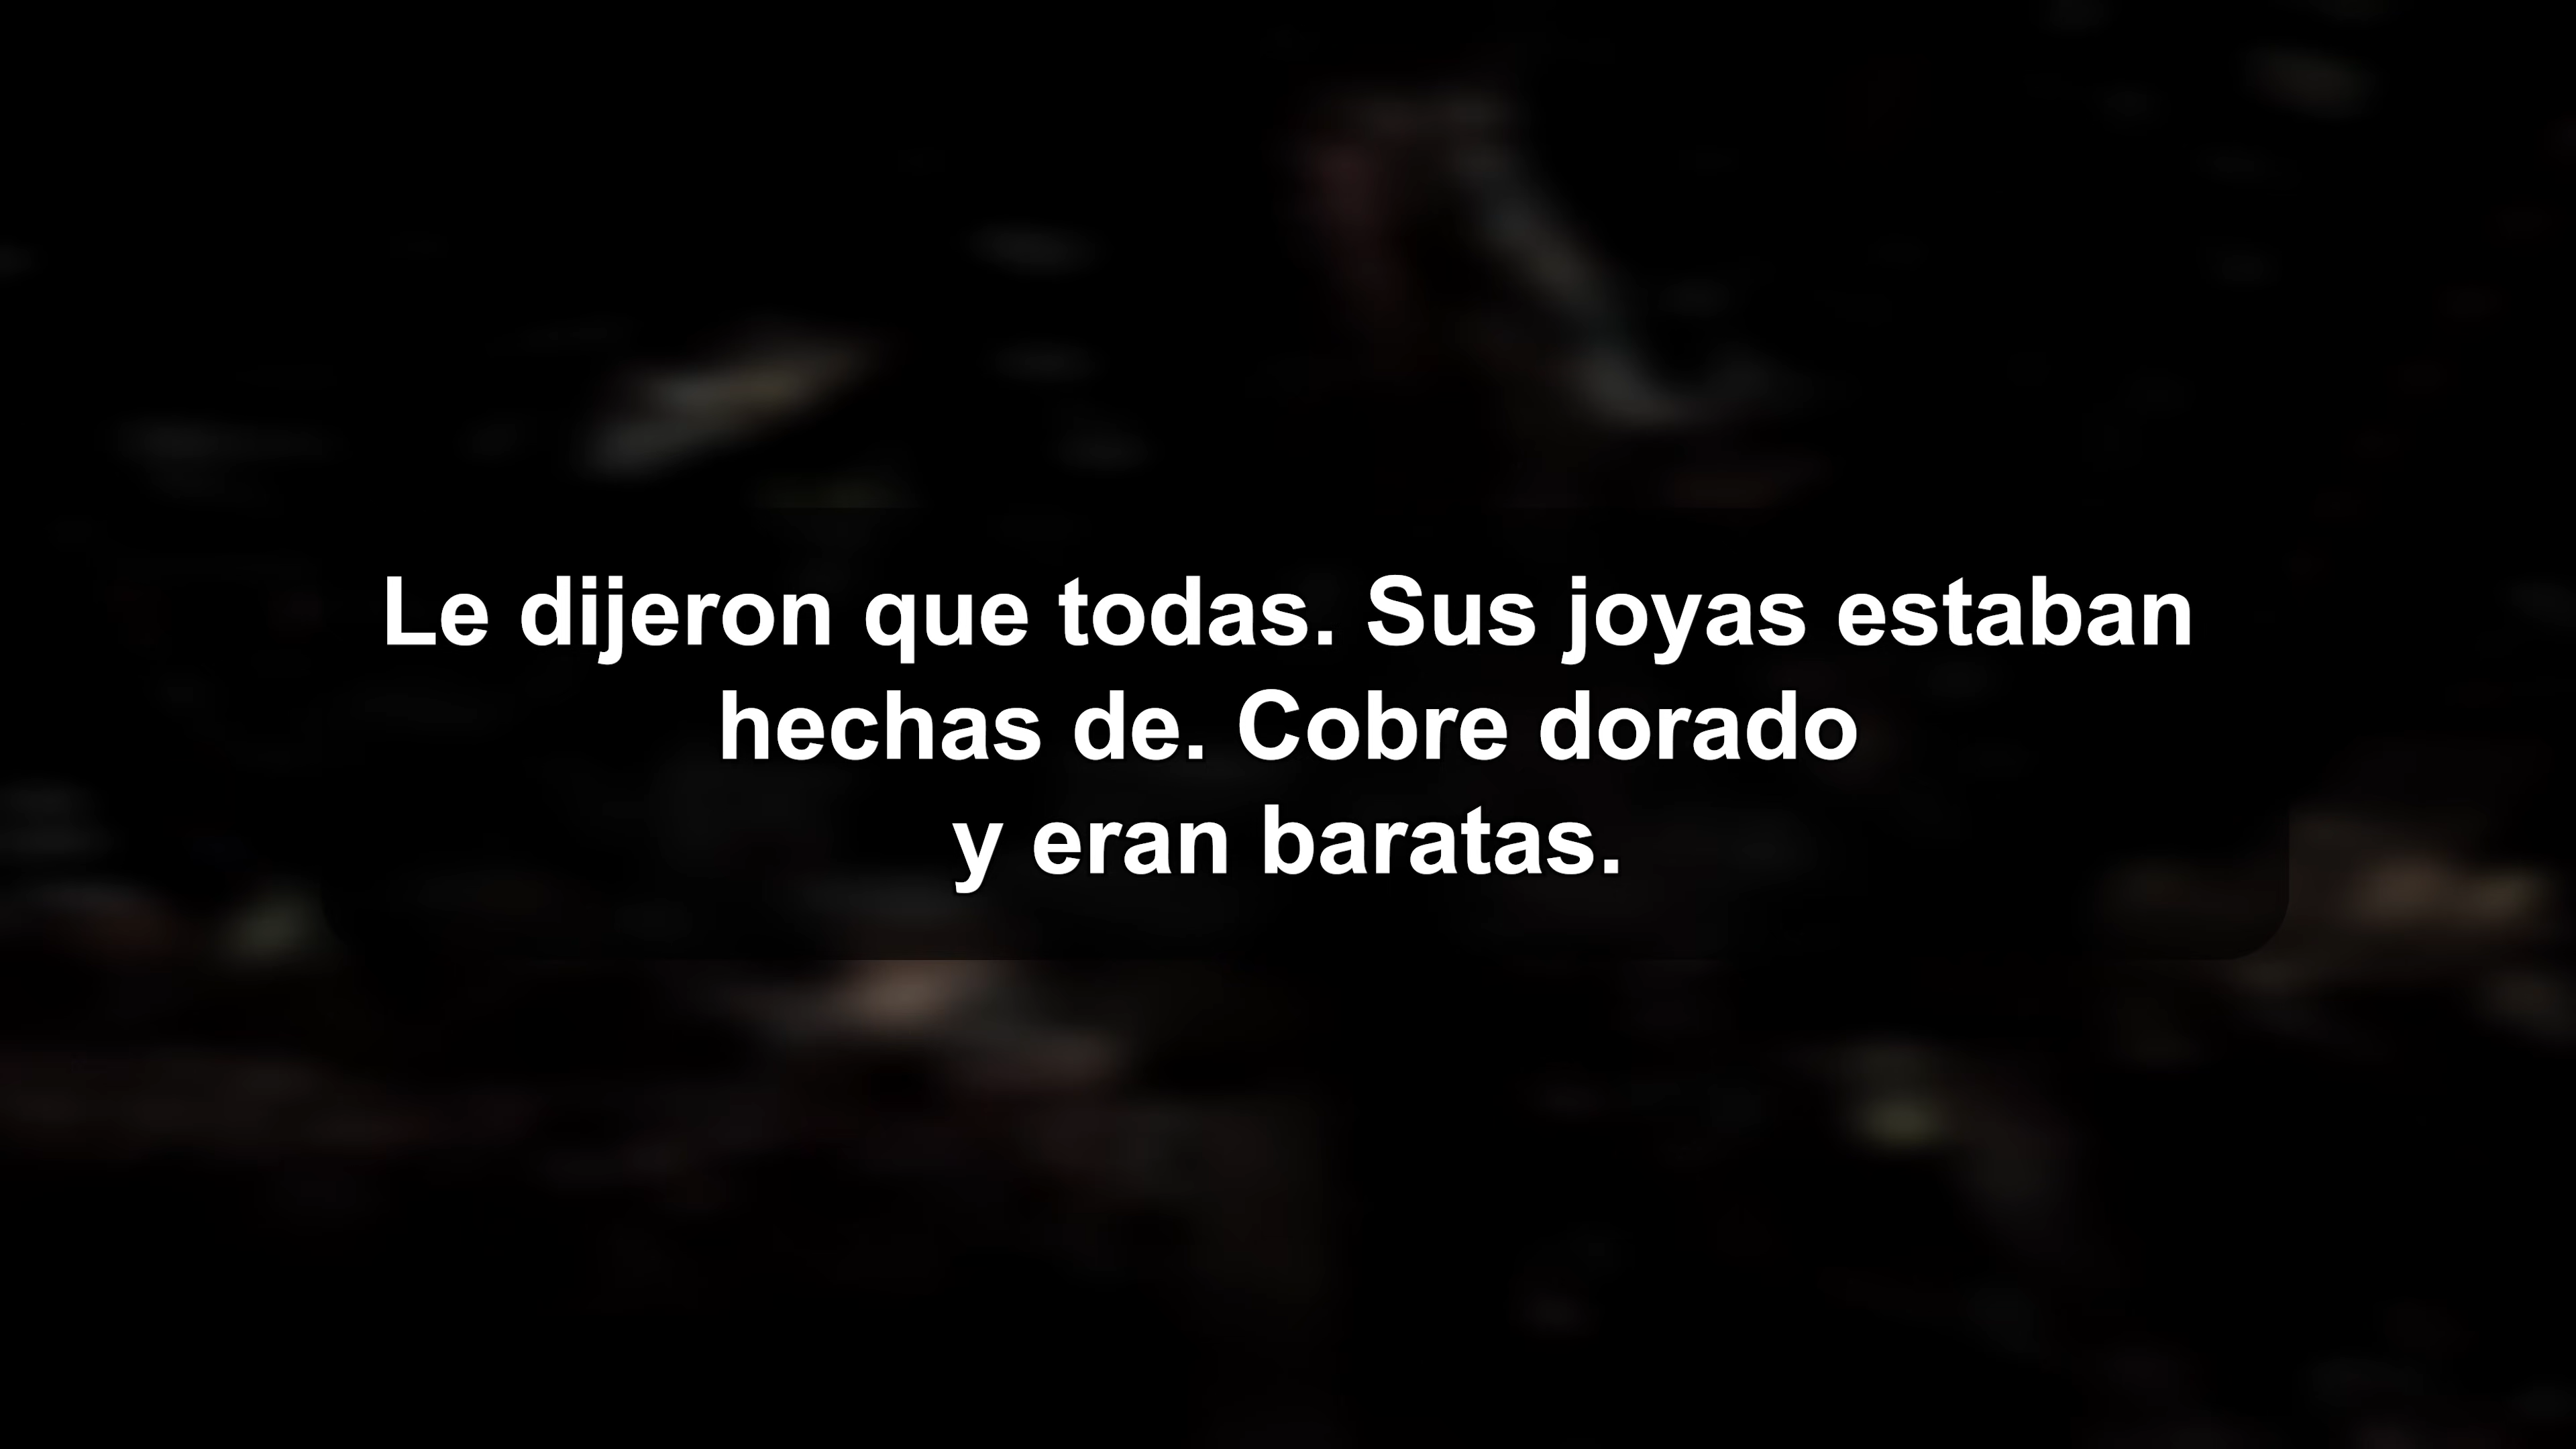 Le dijeron que todas. Sus joyas estaban
hechas de. Cobre dorado
y eran baratas.